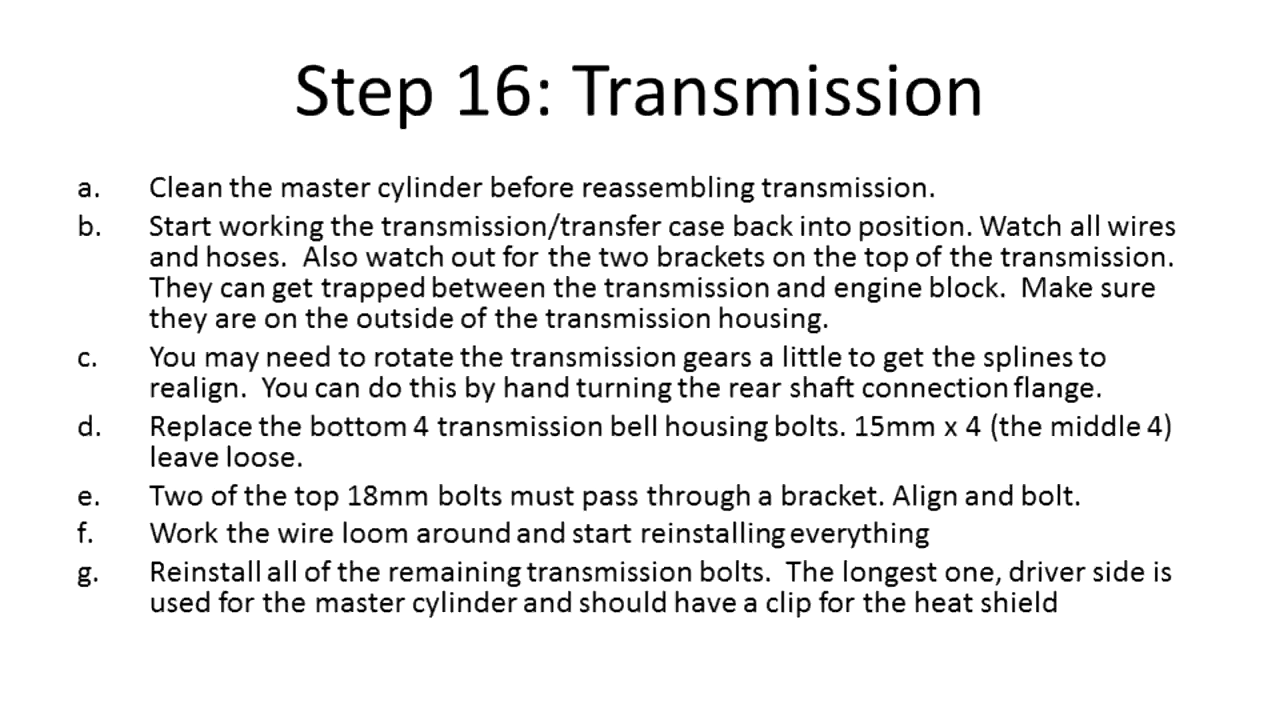 Step 16: Transmission
a. Clean the master cylinder before reassembling transmission.
b. Start working the transmission/transfer case back into position. Watch all wires
and hoses.  Also watch out for the two brackets on the top of the transmission.
They can get trapped between the transmission and engine block.  Make sure
they are on the outside of the transmission housing.
c. You may need to rotate the transmission gears a little to get the splines to
realign.  You can do this by hand turning the rear shaft connection flange.
d. Replace the bottom 4 transmission bell housing bolts. 15mm x 4 (the middle 4)
leave loose.
e. Two of the top 18mm bolts must pass through a bracket. Align and bolt.
f. Work the wire loom around and start reinstalling everything
g. Reinstall all of the remaining transmission bolts.  The longest one, driver side is
used for the master cylinder and should have a clip for the heat shield